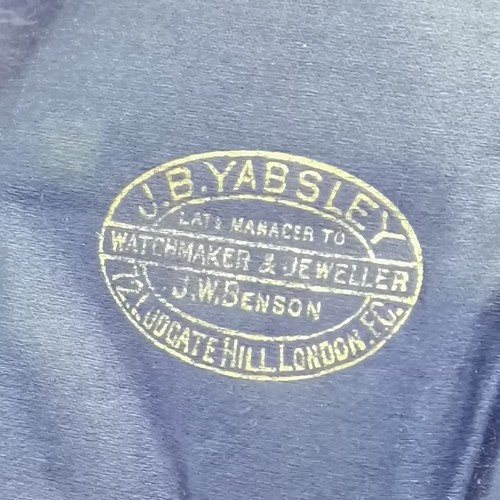 J.B. YABSLEY
LATE MANAGER TO
WATCHMAKER & JEWELLER
J.W. BENSON
72, LUDGATE HILL, LONDON, E.C.